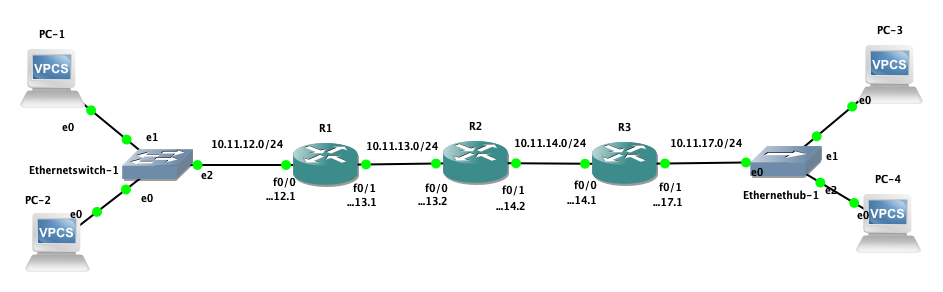 PC-1
VPCS
e0
e1
Ethernetswitch-1
e2
e0
PC-2
e0
VPCS
10.11.12.0/24
R1
f0/0
...12.1
f0/1
...13.1
10.11.13.0/24
R2
f0/0
...13.2
f0/1
...14.2
10.11.14.0/24
R3
f0/0
...14.1
f0/1
...17.1
10.11.17.0/24
PC-3
VPCS
e0
e1
e0
Ethernethub-1
e2
PC-4
e0
VPCS